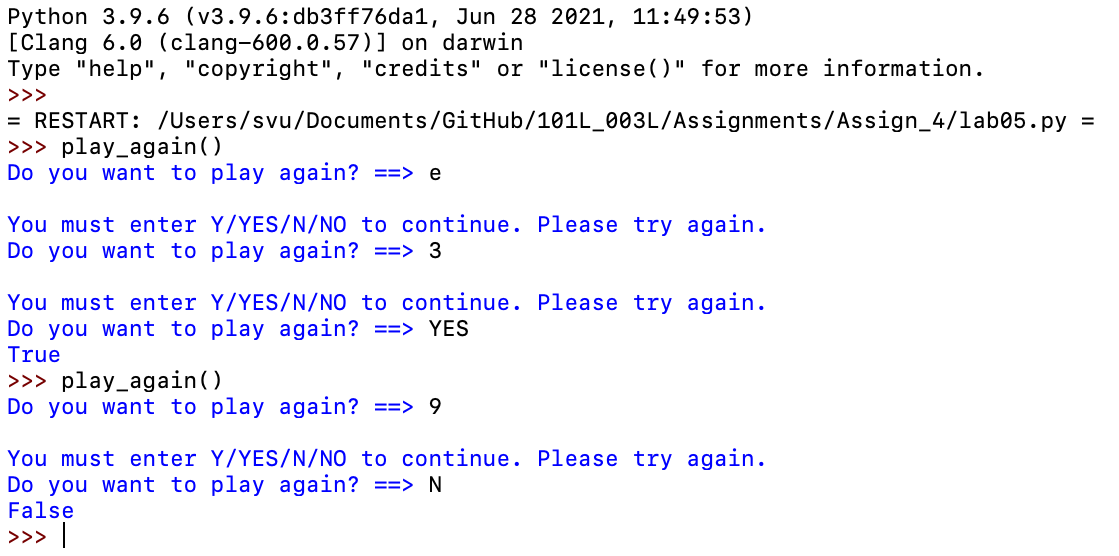 Python 3.9.6 (v3.9.6:db3ff76da1, Jun 28 2021, 11:49:53)
[Clang 6.0 (clang-600.0.57)] on darwin
Type "help", "copyright", "credits" or "license()" for more information.
>>>
= RESTART: /Users/svu/Documents/GitHub/101L_003L/Assignments/Assign_4/lab05.py =
>>> play_again()
Do you want to play again? ==> e
You must enter Y/YES/N/NO to continue. Please try again.
Do you want to play again? ==> 3
You must enter Y/YES/N/NO to continue. Please try again.
Do you want to play again? ==> YES
True
>>> play_again()
Do you want to play again? ==> 9
You must enter Y/YES/N/NO to continue. Please try again.
Do you want to play again? ==> N
False
>>>